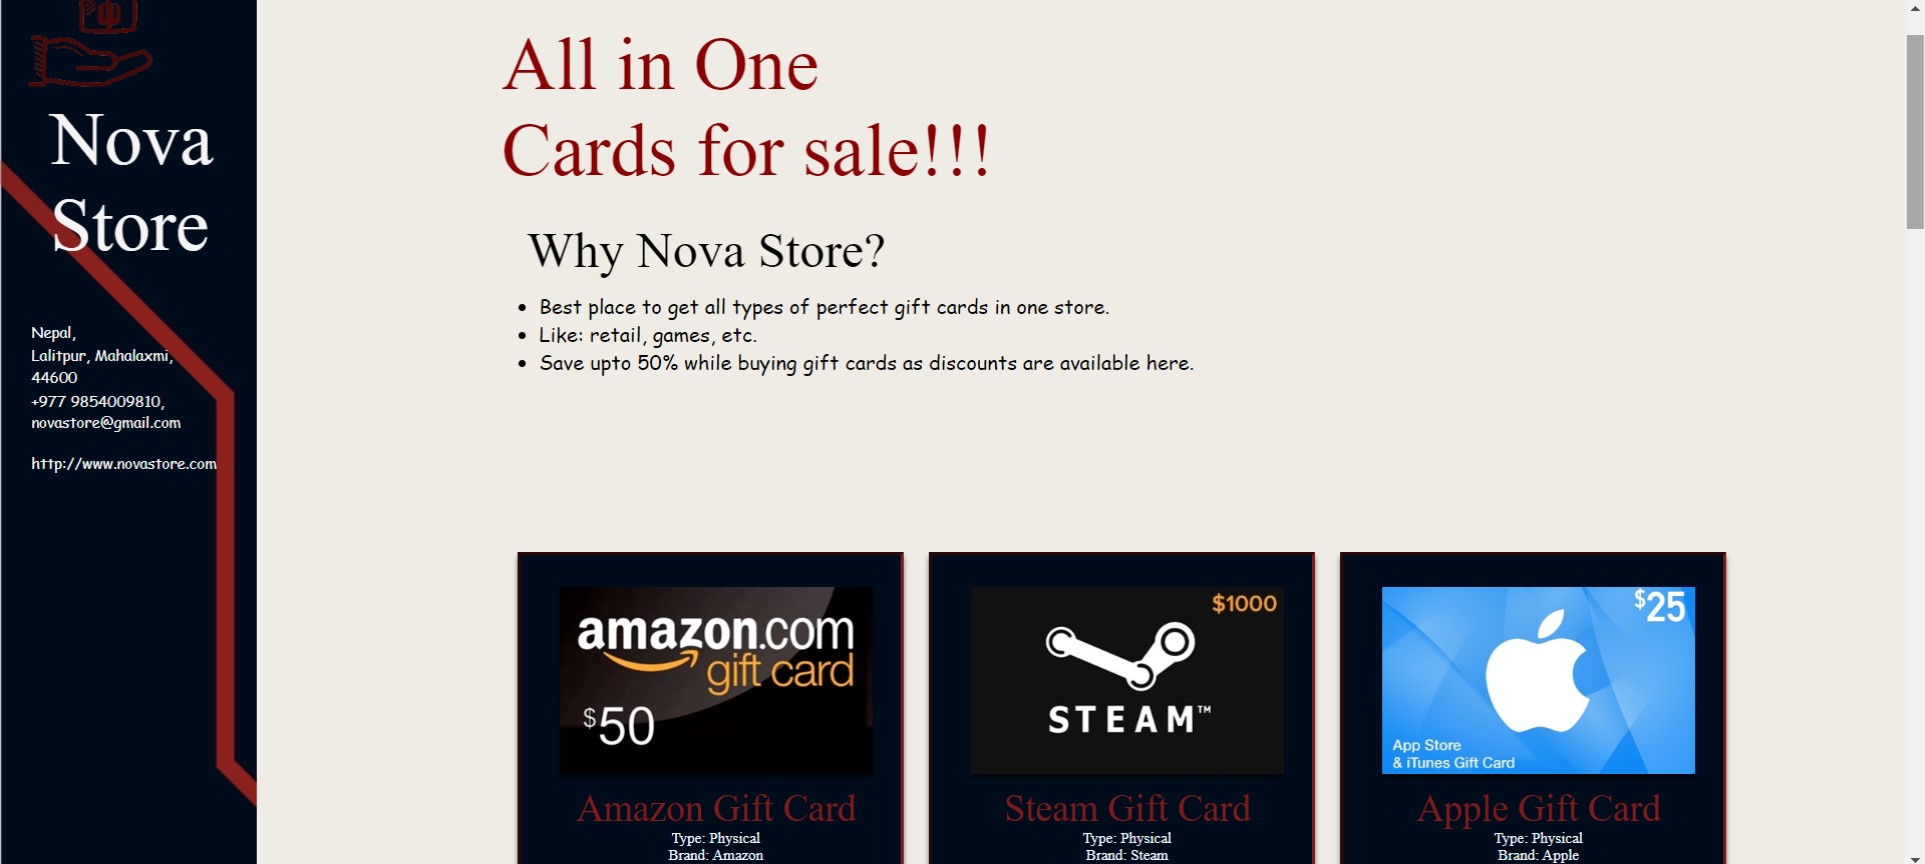 Nova
Store
Nepal,
Lalitpur, Mahalaxmi,
44600
+977 9854009810,
novastore@gmail.com
http://www.novastore.com
All in One
Cards for sale!!!
Why Nova Store?
Best place to get all types of perfect gift cards in one store.
Like: retail, games, etc.
Save upto 50% while buying gift cards as discounts are available here.
amazon.com
gift card
$50
Amazon Gift Card
Type: Physical
Brand: Amazon
$1000
STEAM™
Steam Gift Card
Type: Physical
Brand: Steam
$25
App Store
& iTunes Gift Card
Apple Gift Card
Type: Physical
Brand: Apple